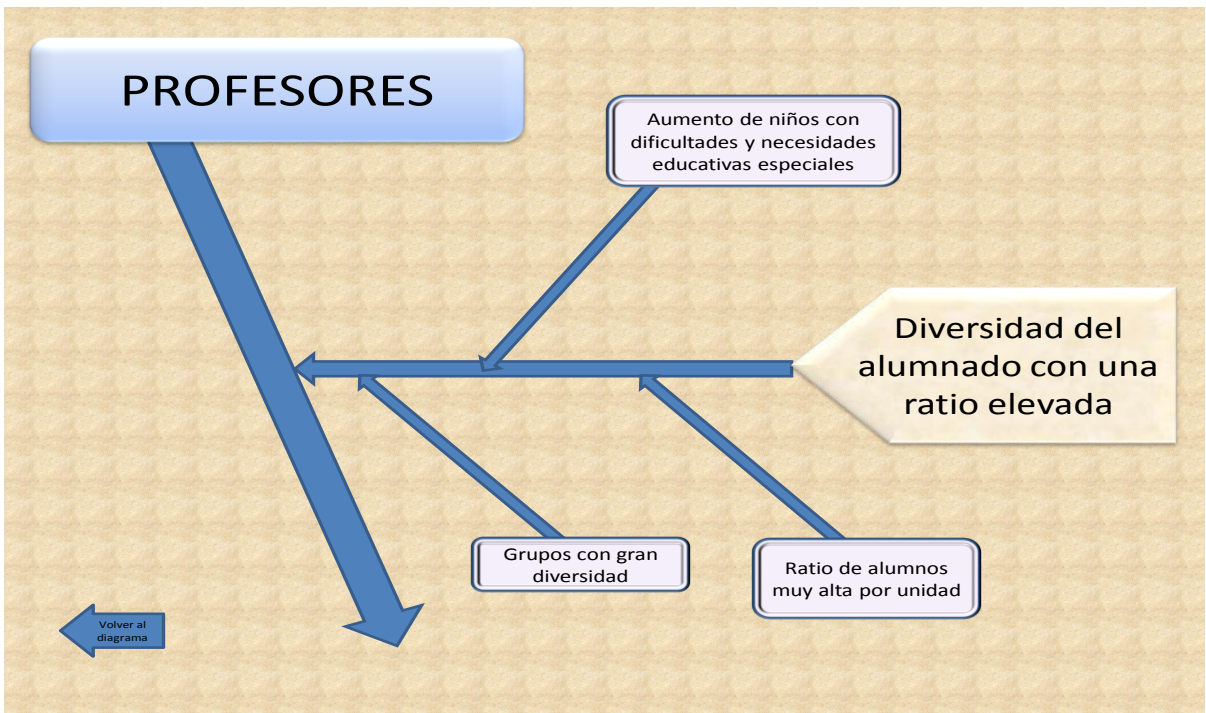 PROFESORES
Aumento de niños con
dificultades y necesidades
educativas especiales
Diversidad del
alumnado con una
ratio elevada
Grupos con gran
diversidad
Ratio de alumnos
muy alta por unidad
Volver al
diagrama